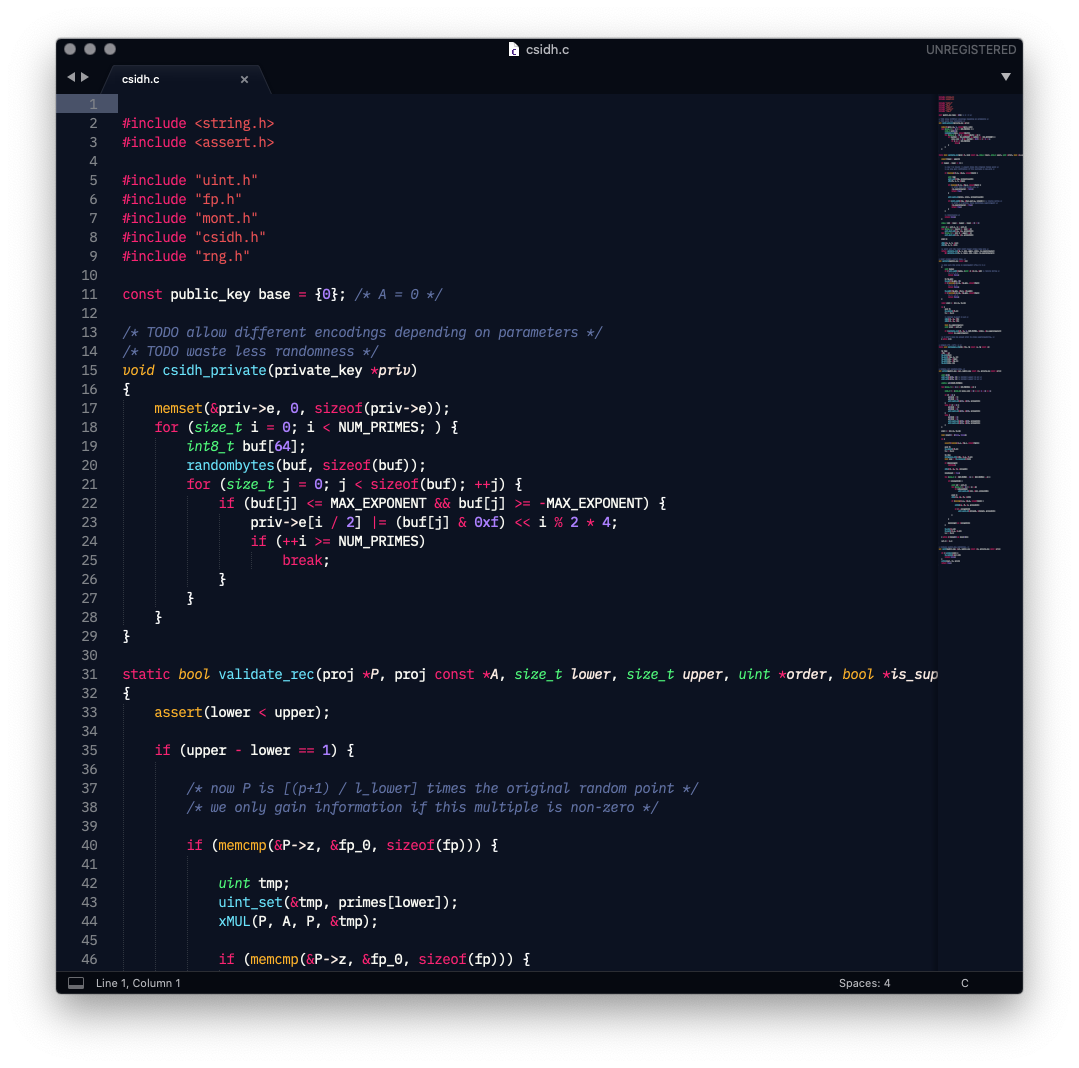 csidh.c
UNREGISTERED
csidh.c
1
2 #include <string.h>
3 #include <assert.h>
4
5 #include "uint.h"
6 #include "fp.h"
7 #include "mont.h"
8 #include "csidh.h"
9 #include "rng.h"
10
11 const public_key base = {0}; /* A = 0 */
12
13 /* TODO allow different encodings depending on parameters */
14 /* TODO waste less randomness */
15 void csidh_private(private_key *priv)
16 {
17     memset(&priv->e, 0, sizeof(priv->e));
18     for (size_t i = 0; i < NUM_PRIMES; ) {
19         int8_t buf[64];
20         randombytes(buf, sizeof(buf));
21         for (size_t j = 0; j < sizeof(buf); ++j) {
22             if (buf[j] <= MAX_EXPONENT && buf[j] >= -MAX_EXPONENT) {
23                 priv->e[i / 2] |= (buf[j] & 0xf) << i % 2 * 4;
24                 if (++i >= NUM_PRIMES)
25                     break;
26             }
27         }
28     }
29 }
30
31 static bool validate_rec(proj *P, proj const *A, size_t lower, size_t upper, uint *order, bool *is_sup
32 {
33     assert(lower < upper);
34
35     if (upper - lower == 1) {
36
37         /* now P is [(p+1) / l_lower] times the original random point */
38         /* we only gain information if this multiple is non-zero */
39
40         if (memcmp(&P->z, &fp_0, sizeof(fp))) {
41
42             uint tmp;
43             uint_set(&tmp, primes[lower]);
44             xMUL(P, A, P, &tmp);
45
46             if (memcmp(&P->z, &fp_0, sizeof(fp))) {
Line 1, Column 1
Spaces: 4
C